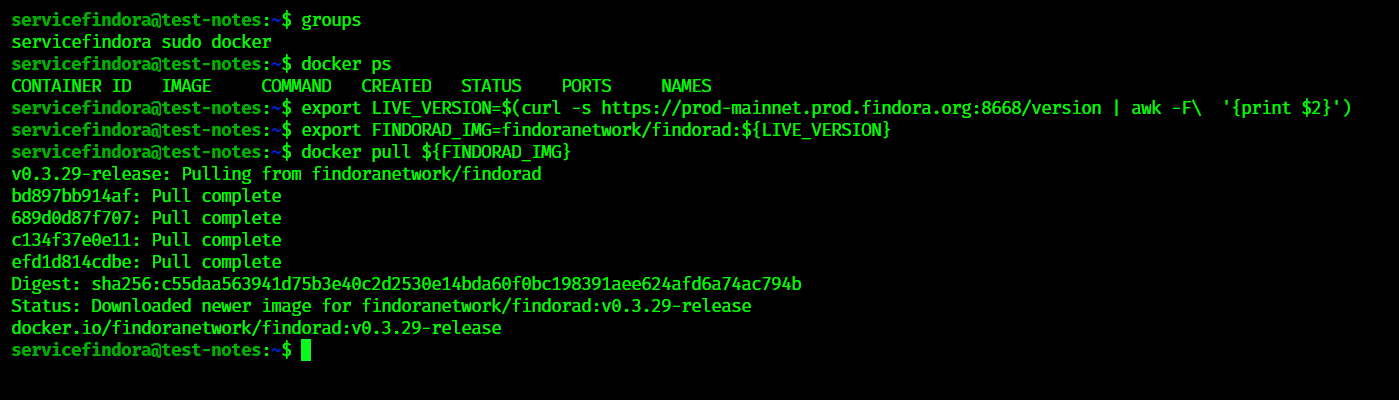 servicefindora@test-notes:~$ groups
servicefindora sudo docker
servicefindora@test-notes:~$ docker ps
CONTAINER ID   IMAGE     COMMAND   CREATED   STATUS    PORTS     NAMES
servicefindora@test-notes:~$ export LIVE_VERSION=$(curl -s https://prod-mainnet.prod.findora.org:8668/version | awk -F\  '{print $2}')
servicefindora@test-notes:~$ export FINDORAD_IMG=findoranetwork/findorad:${LIVE_VERSION}
servicefindora@test-notes:~$ docker pull ${FINDORAD_IMG}
v0.3.29-release: Pulling from findoranetwork/findorad
bd897bb914af: Pull complete
689d0d87f707: Pull complete
c134f37e0e11: Pull complete
efd1d814cdbe: Pull complete
Digest: sha256:c55daa563941d75b3e40c2d2530e14bda60f0bc198391aee624afd6a74ac794b
Status: Downloaded newer image for findoranetwork/findorad:v0.3.29-release
docker.io/findoranetwork/findorad:v0.3.29-release
servicefindora@test-notes:~$